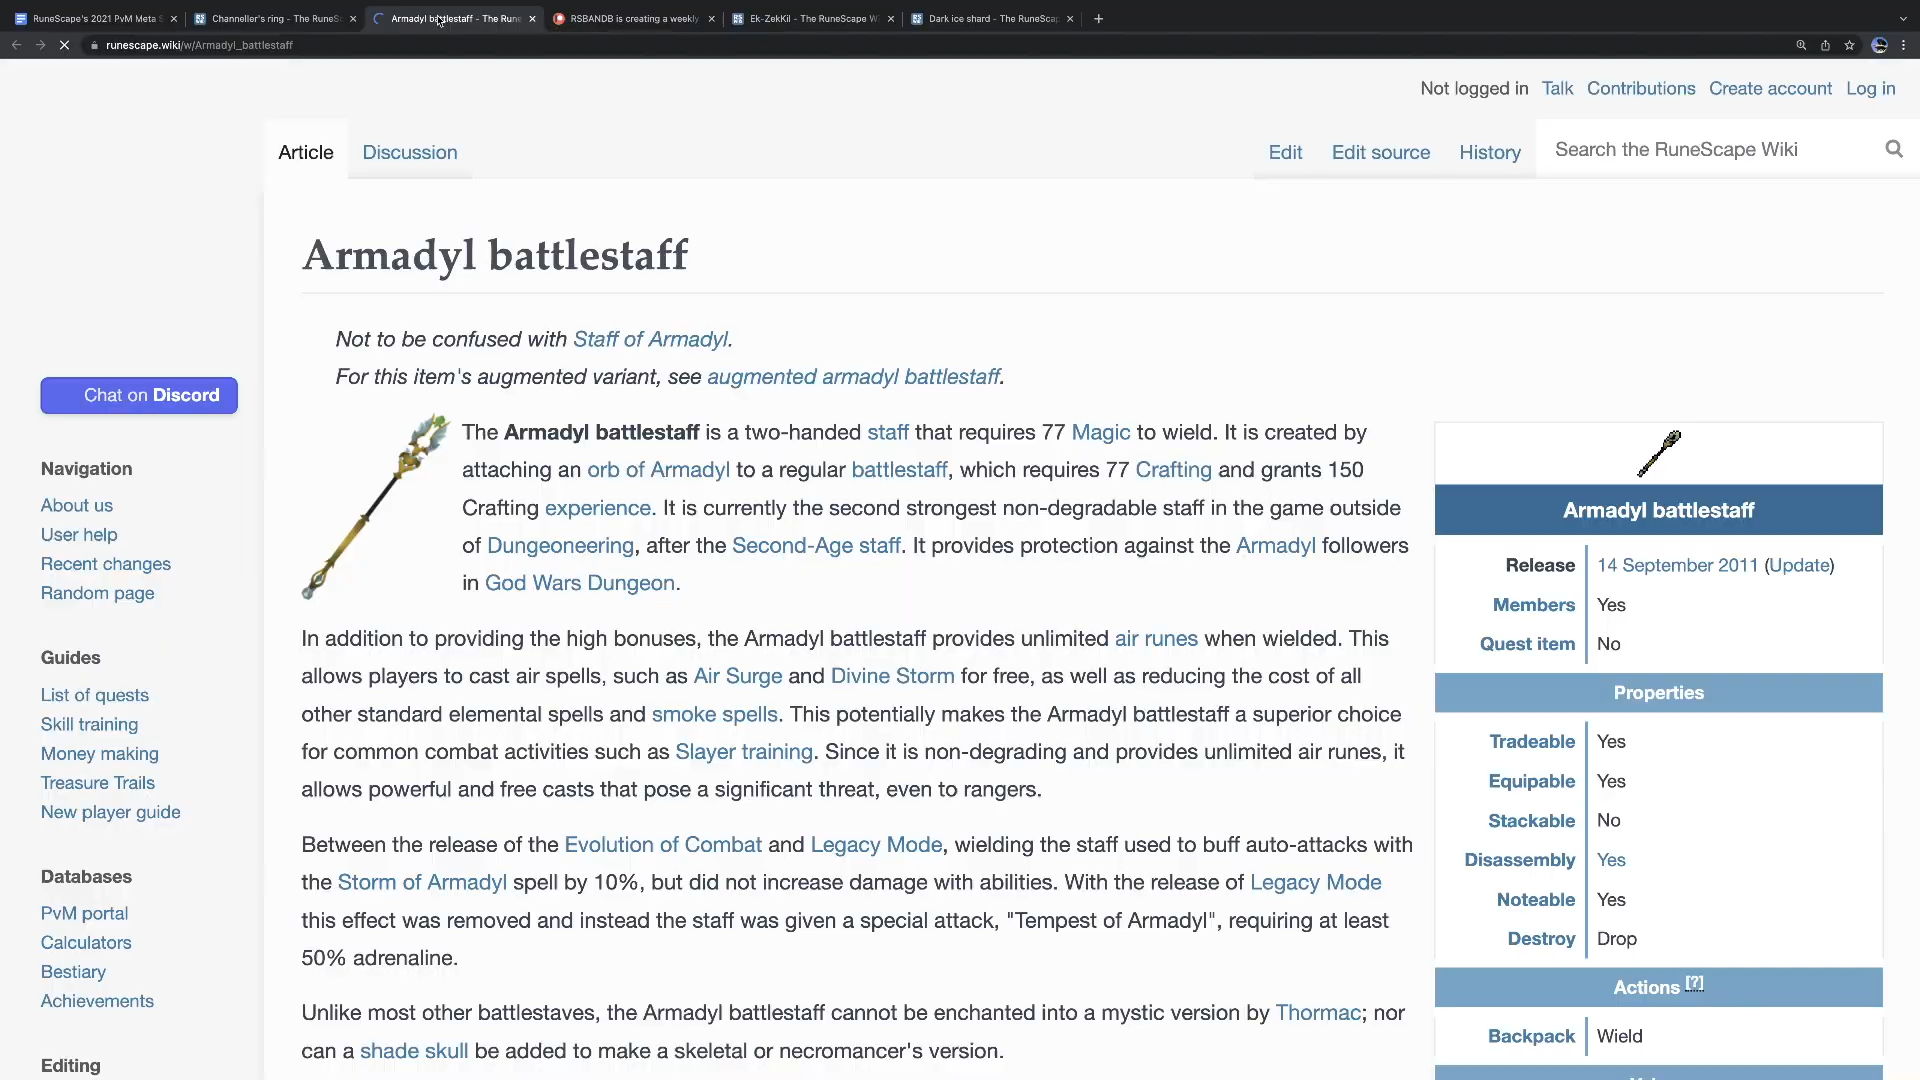 RuneScape's 2021 PvM Meta S
Channeller's ring - The RuneS
Armadyl battlestaff - The Rune
RSBANDB is creating a weekly
Ek-ZekKil - The RuneScape W
Dark ice shard - The RuneScap
runescape.wiki/w/Armadyl_battlestaff
Not logged in Talk Contributions Create account Log in
Article Discussion Edit Edit source History Search the RuneScape Wiki
Armadyl battlestaff
Not to be confused with Staff of Armadyl.
For this item's augmented variant, see augmented armadyl battlestaff.
The Armadyl battlestaff is a two-handed staff that requires 77 Magic to wield. It is created by
attaching an orb of Armadyl to a regular battlestaff, which requires 77 Crafting and grants 150
Crafting experience. It is currently the second strongest non-degradable staff in the game outside
of Dungeoneering, after the Second-Age staff. It provides protection against the Armadyl followers
in God Wars Dungeon.
In addition to providing the high bonuses, the Armadyl battlestaff provides unlimited air runes when wielded. This
allows players to cast air spells, such as Air Surge and Divine Storm for free, as well as reducing the cost of all
other standard elemental spells and smoke spells. This potentially makes the Armadyl battlestaff a superior choice
for common combat activities such as Slayer training. Since it is non-degrading and provides unlimited air runes, it
allows powerful and free casts that pose a significant threat, even to rangers.
Between the release of the Evolution of Combat and Legacy Mode, wielding the staff used to buff auto-attacks with
the Storm of Armadyl spell by 10%, but did not increase damage with abilities. With the release of Legacy Mode
this effect was removed and instead the staff was given a special attack, "Tempest of Armadyl", requiring at least
50% adrenaline.
Unlike most other battlestaves, the Armadyl battlestaff cannot be enchanted into a mystic version by Thormac; nor
can a shade skull be added to make a skeletal or necromancer's version.
Chat on Discord
Navigation
About us
User help
Recent changes
Random page
Guides
List of quests
Skill training
Money making
Treasure Trails
New player guide
Databases
PvM portal
Calculators
Bestiary
Achievements
Editing
Armadyl battlestaff
Release 14 September 2011 (Update)
Members Yes
Quest item No
Properties
Tradeable Yes
Equipable Yes
Stackable No
Disassembly Yes
Noteable Yes
Destroy Drop
Actions [?]
Backpack Wield